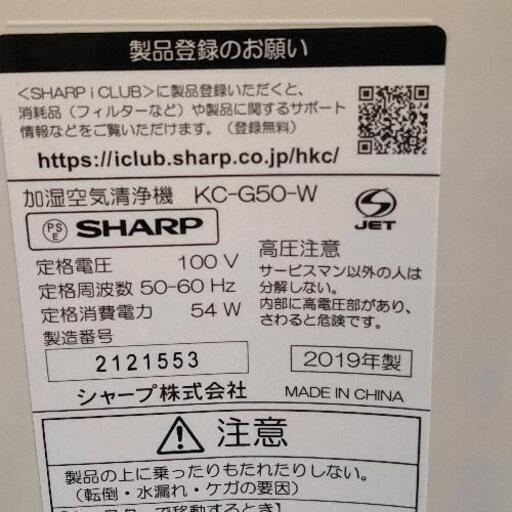 製品登録のお願い
<SHARP i CLUB>に製品登録いただくと、
消耗品（フィルターなど）や製品に関するサポート
情報などをご覧いただけます。（登録無料）
https://iclub.sharp.co.jp/hkc/
加湿空気清浄機 KC-G50-W
PSE SHARP
JET
定格電圧 100 V
定格周波数 50-60 Hz
定格消費電力 54 W
製造番号
2121553
高圧注意
サービスマン以外の人は
分解しない。
内部に高電圧部があり、
さわると危険です。
2019年製
シャープ株式会社 MADE IN CHINA
注意
製品の上に乗ったりもたれたりしない。
（転倒・水漏れ・ケガの要因）
で移動するとき】